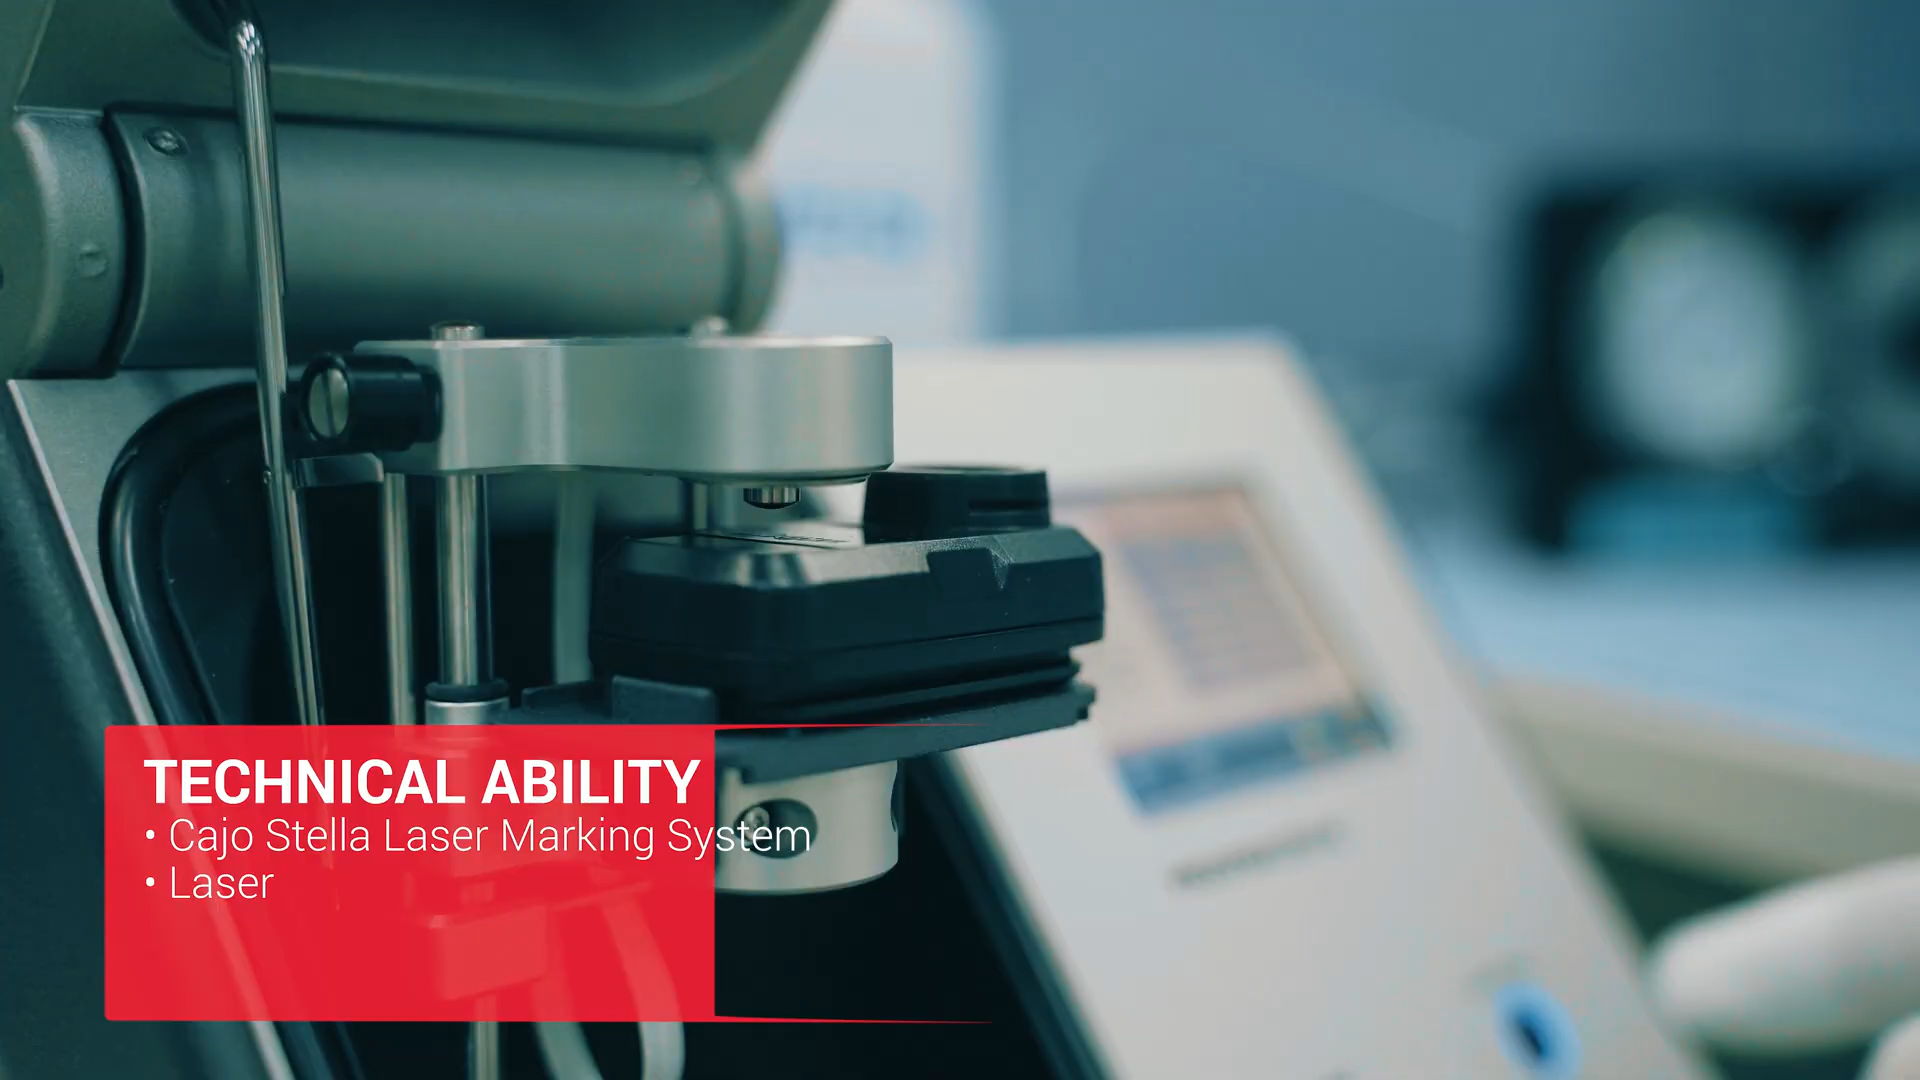 TECHNICAL ABILITY
• Cajo Stella Laser Marking System
• Laser